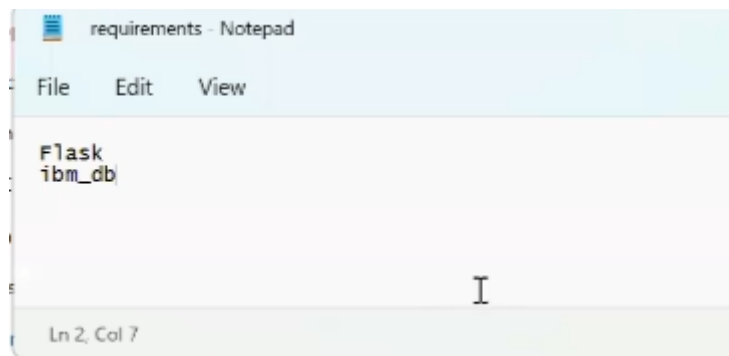 requirements - Notepad
File Edit View
Flask
ibm_db
Ln 2, Col 7